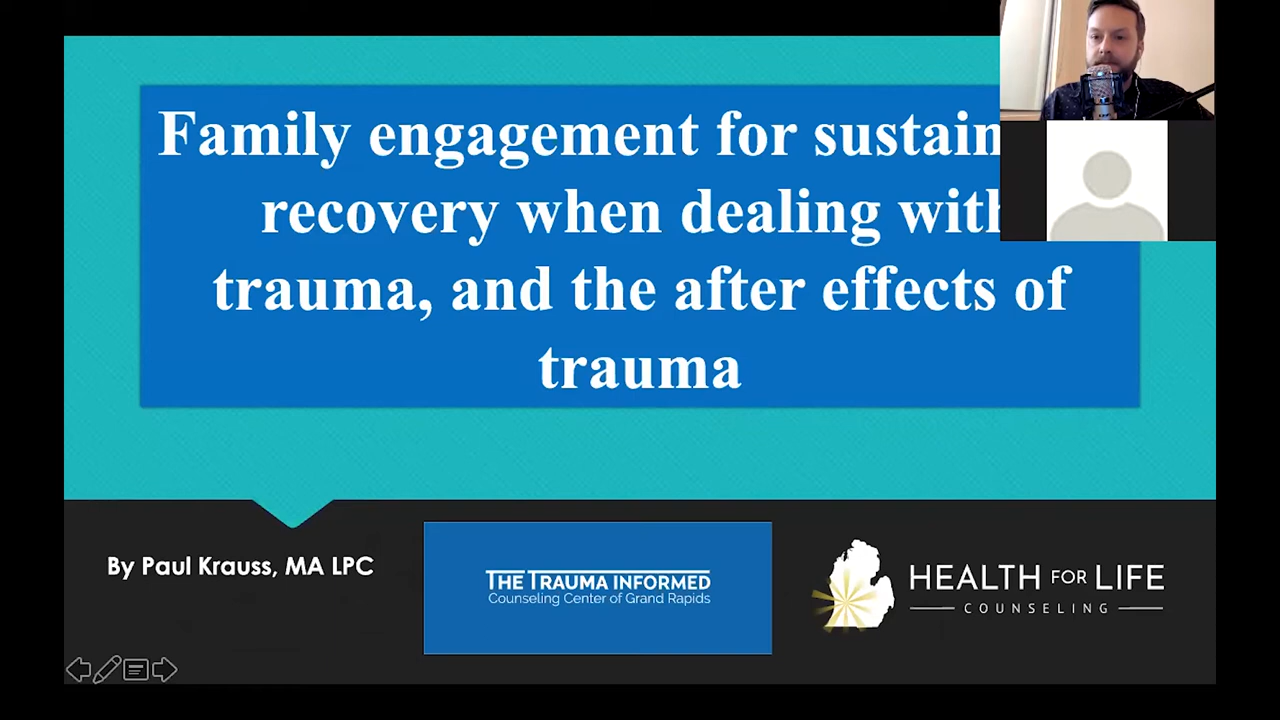 Family engagement for sustain
recovery when dealing with
trauma, and the after effects of
trauma
By Paul Krauss, MA LPC
THE TRAUMA INFORMED
Counseling Center of Grand Rapids
HEALTH FOR LIFE
COUNSELING